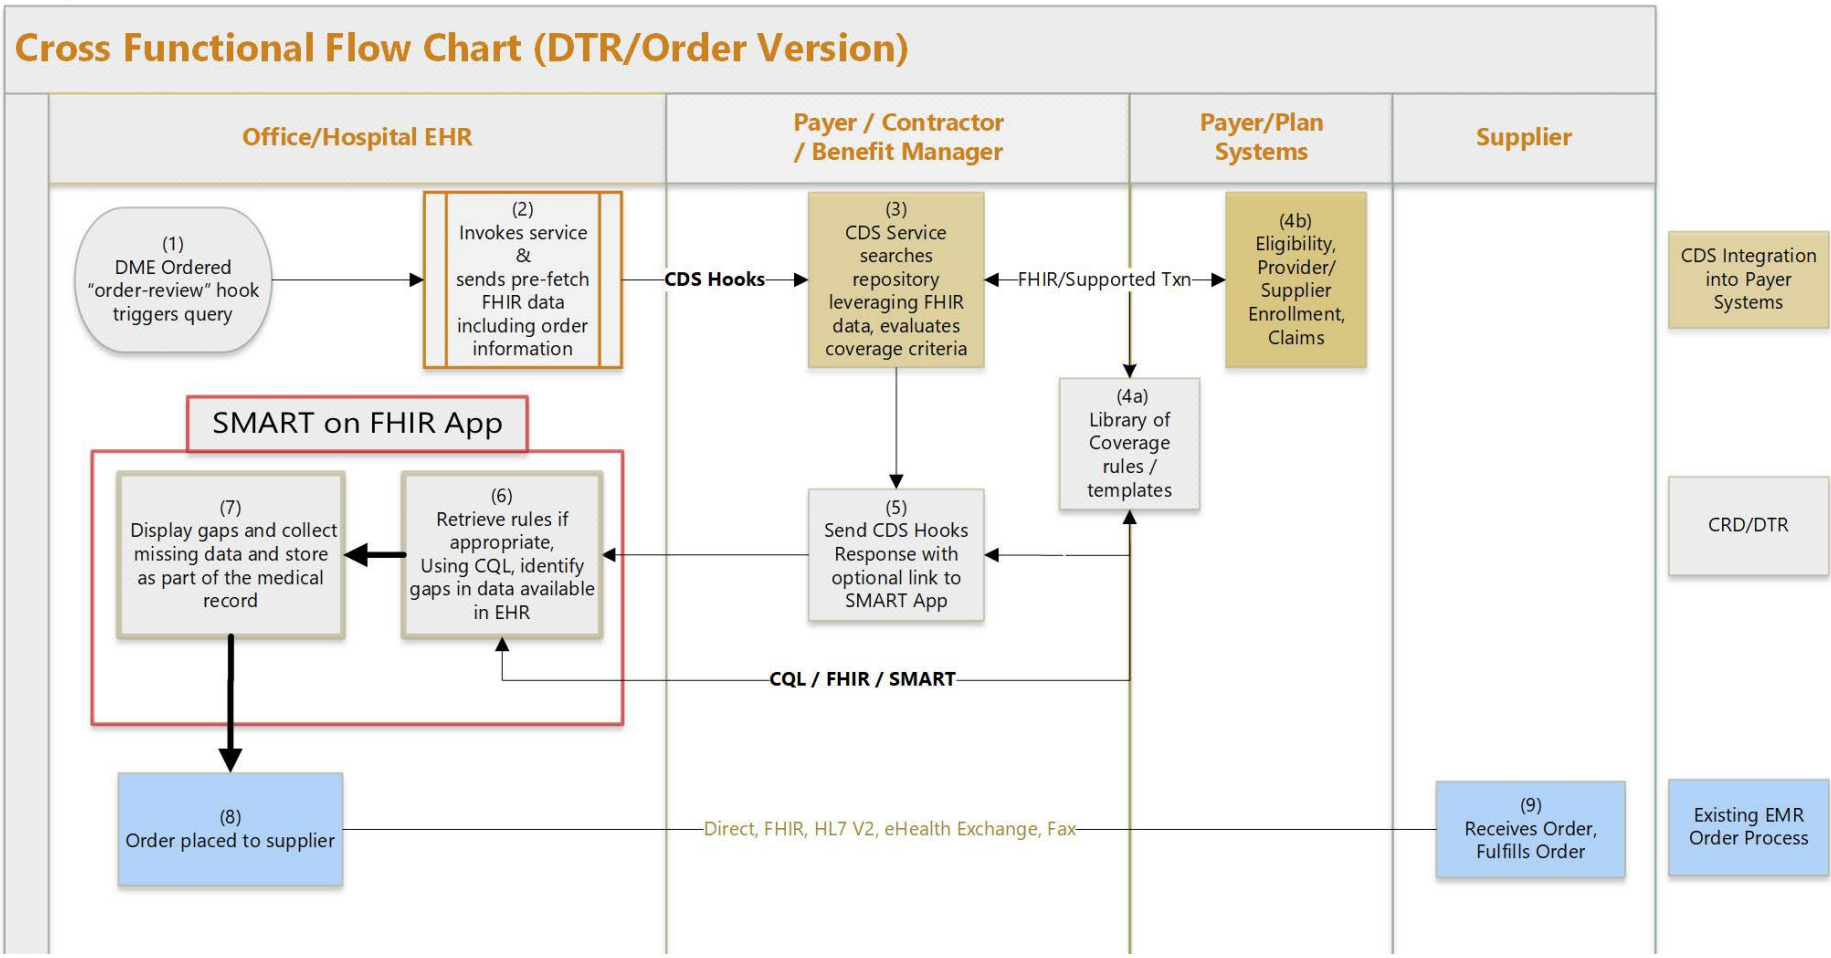 Cross Functional Flow Chart (DTR/Order Version)
Office/Hospital EHR
Payer / Contractor
/ Benefit Manager
Payer/Plan
Systems
Supplier
(1)
DME Ordered
“order-review” hook
triggers query
(2)
Invokes service
&
sends pre-fetch
FHIR data
including order
information
CDS Hooks
(3)
CDS Service
searches
repository
leveraging FHIR
data, evaluates
coverage criteria
FHIR/Supported Txn
(4b)
Eligibility,
Provider/
Supplier
Enrollment,
Claims
CDS Integration
into Payer
Systems
(4a)
Library of
Coverage
rules /
templates
SMART on FHIR App
(7)
Display gaps and collect
missing data and store
as part of the medical
record
(6)
Retrieve rules if
appropriate,
Using CQL, identify
gaps in data available
in EHR
(5)
Send CDS Hooks
Response with
optional link to
SMART App
CRD/DTR
CQL / FHIR / SMART
(8)
Order placed to supplier
Direct, FHIR, HL7 V2, eHealth Exchange, Fax
(9)
Receives Order,
Fulfills Order
Existing EMR
Order Process